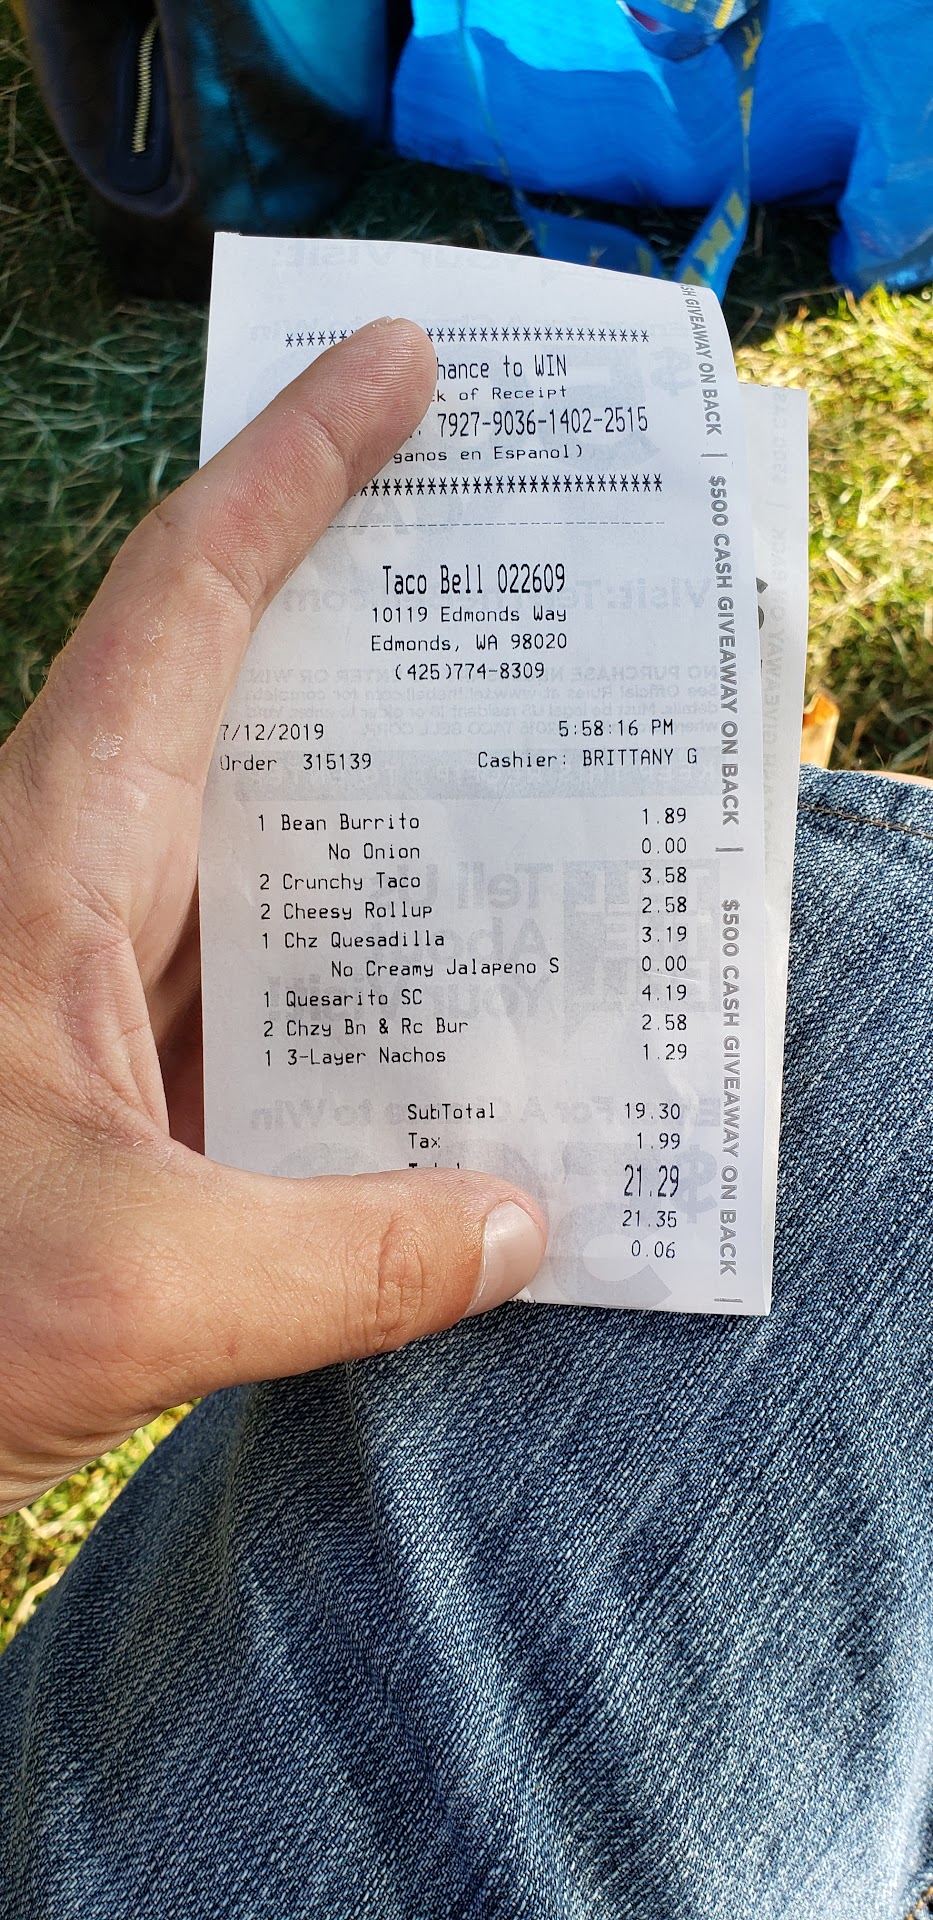 ************************************
hance to WIN
k of Receipt
7927-9036-1402-2515
ganos en Espanol)
******************************
Taco Bell 022609
10119 Edmonds Way
Edmonds, WA 98020
(425)774-8309
7/12/2019 5:58:16 PM
Order 315139 Cashier: BRITTANY G
1 Bean Burrito 1.89
No Onion 0.00
2 Crunchy Taco 3.58
2 Cheesy Rollup 2.58
1 Chz Quesadilla 3.19
No Creamy Jalapeno S 0.00
1 Quesarito SC 4.19
2 Chzy Bn & Rc Bur 2.58
1 3-Layer Nachos 1.29
SubTotal 19.30
Tax 1.99
21.29
21.35
0.06
SH GIVEAWAY ON BACK | $500 CASH GIVEAWAY ON BACK | $500 CASH GIVEAWAY ON BACK |